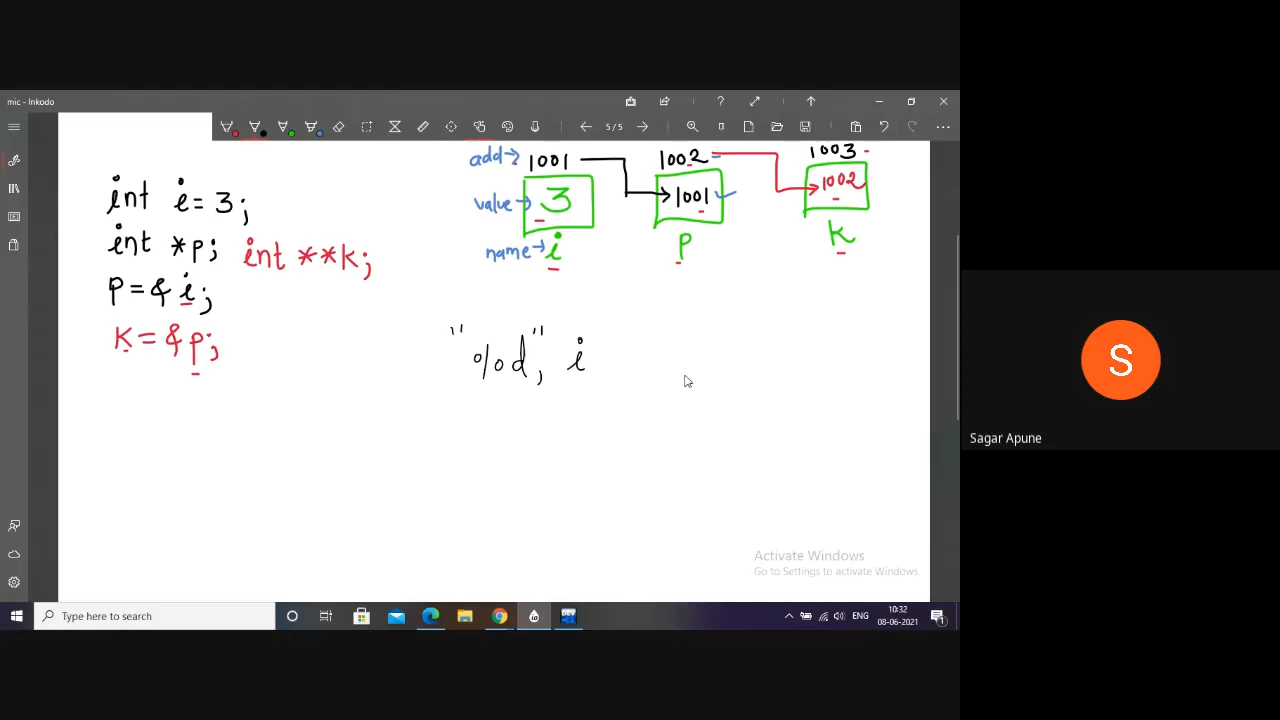 mic - Inkodo
5/5
add→ 1001 1002 1003
value→ 3 1001 1002
name→ i p k
int i = 3;
int *p; int **k;
P = & i;
K = & p;
"%d", i
S
Sagar Apune
Activate Windows
Go to Settings to activate Windows.
Type here to search
ENG
10:32
08-06-2021